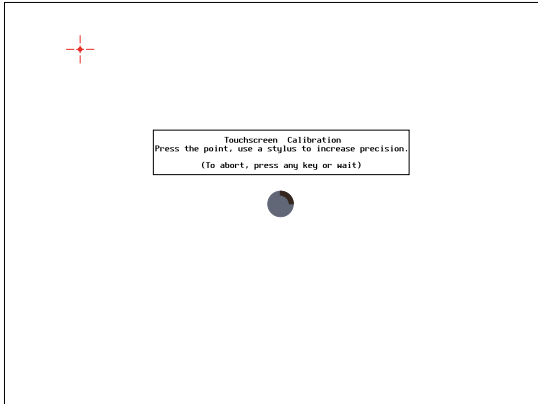 Touchscreen  Calibration
Press the point, use a stylus to increase precision.
(To abort, press any key or wait)